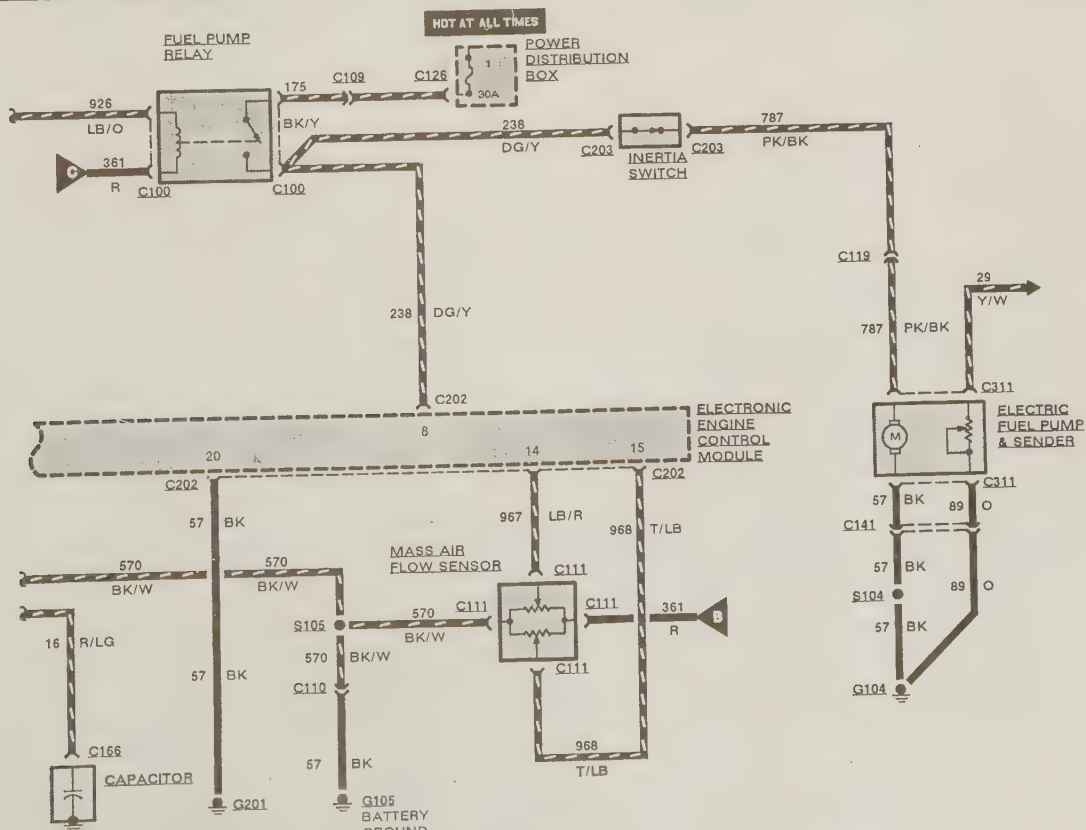 HOT AT ALL TIMES
FUEL PUMP
RELAY
POWER
DISTRIBUTION
BOX
1
30A
175
C109
C126
BK/Y
926
LB/O
361
R
C
C100
C100
238
DG/Y
C203
INERTIA
SWITCH
C203
787
PK/BK
C119
29
Y/W
238
DG/Y
787
PK/BK
C202
C311
ELECTRONIC
ENGINE
CONTROL
MODULE
8
20
14
15
C202
C202
M
ELECTRIC
FUEL PUMP
& SENDER
C311
57
BK
89
O
C141
57
BK
967
LB/R
968
T/LB
MASS AIR
FLOW SENSOR
C111
570
BK/W
570
BK/W
S105
570
BK/W
C111
C111
361
R
B
57
BK
89
O
S104
57
BK
G104
16
R/LG
57
BK
570
BK/W
C110
C111
57
BK
968
T/LB
C166
CAPACITOR
G201
G105
BATTERY
GROUND